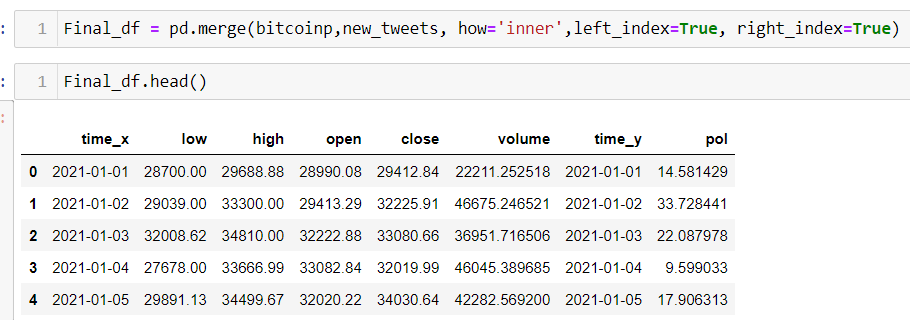 : 1 Final_df = pd.merge(bitcoinp,new_tweets, how='inner',left_index=True, right_index=True)
: 1 Final_df.head()
:
time_x low high open close volume time_y pol
0 2021-01-01 28700.00 29688.88 28990.08 29412.84 22211.252518 2021-01-01 14.581429
1 2021-01-02 29039.00 33300.00 29413.29 32225.91 46675.246521 2021-01-02 33.728441
2 2021-01-03 32008.62 34810.00 32222.88 33080.66 36951.716506 2021-01-03 22.087978
3 2021-01-04 27678.00 33666.99 33082.84 32019.99 46045.389685 2021-01-04 9.599033
4 2021-01-05 29891.13 34499.67 32020.22 34030.64 42282.569200 2021-01-05 17.906313